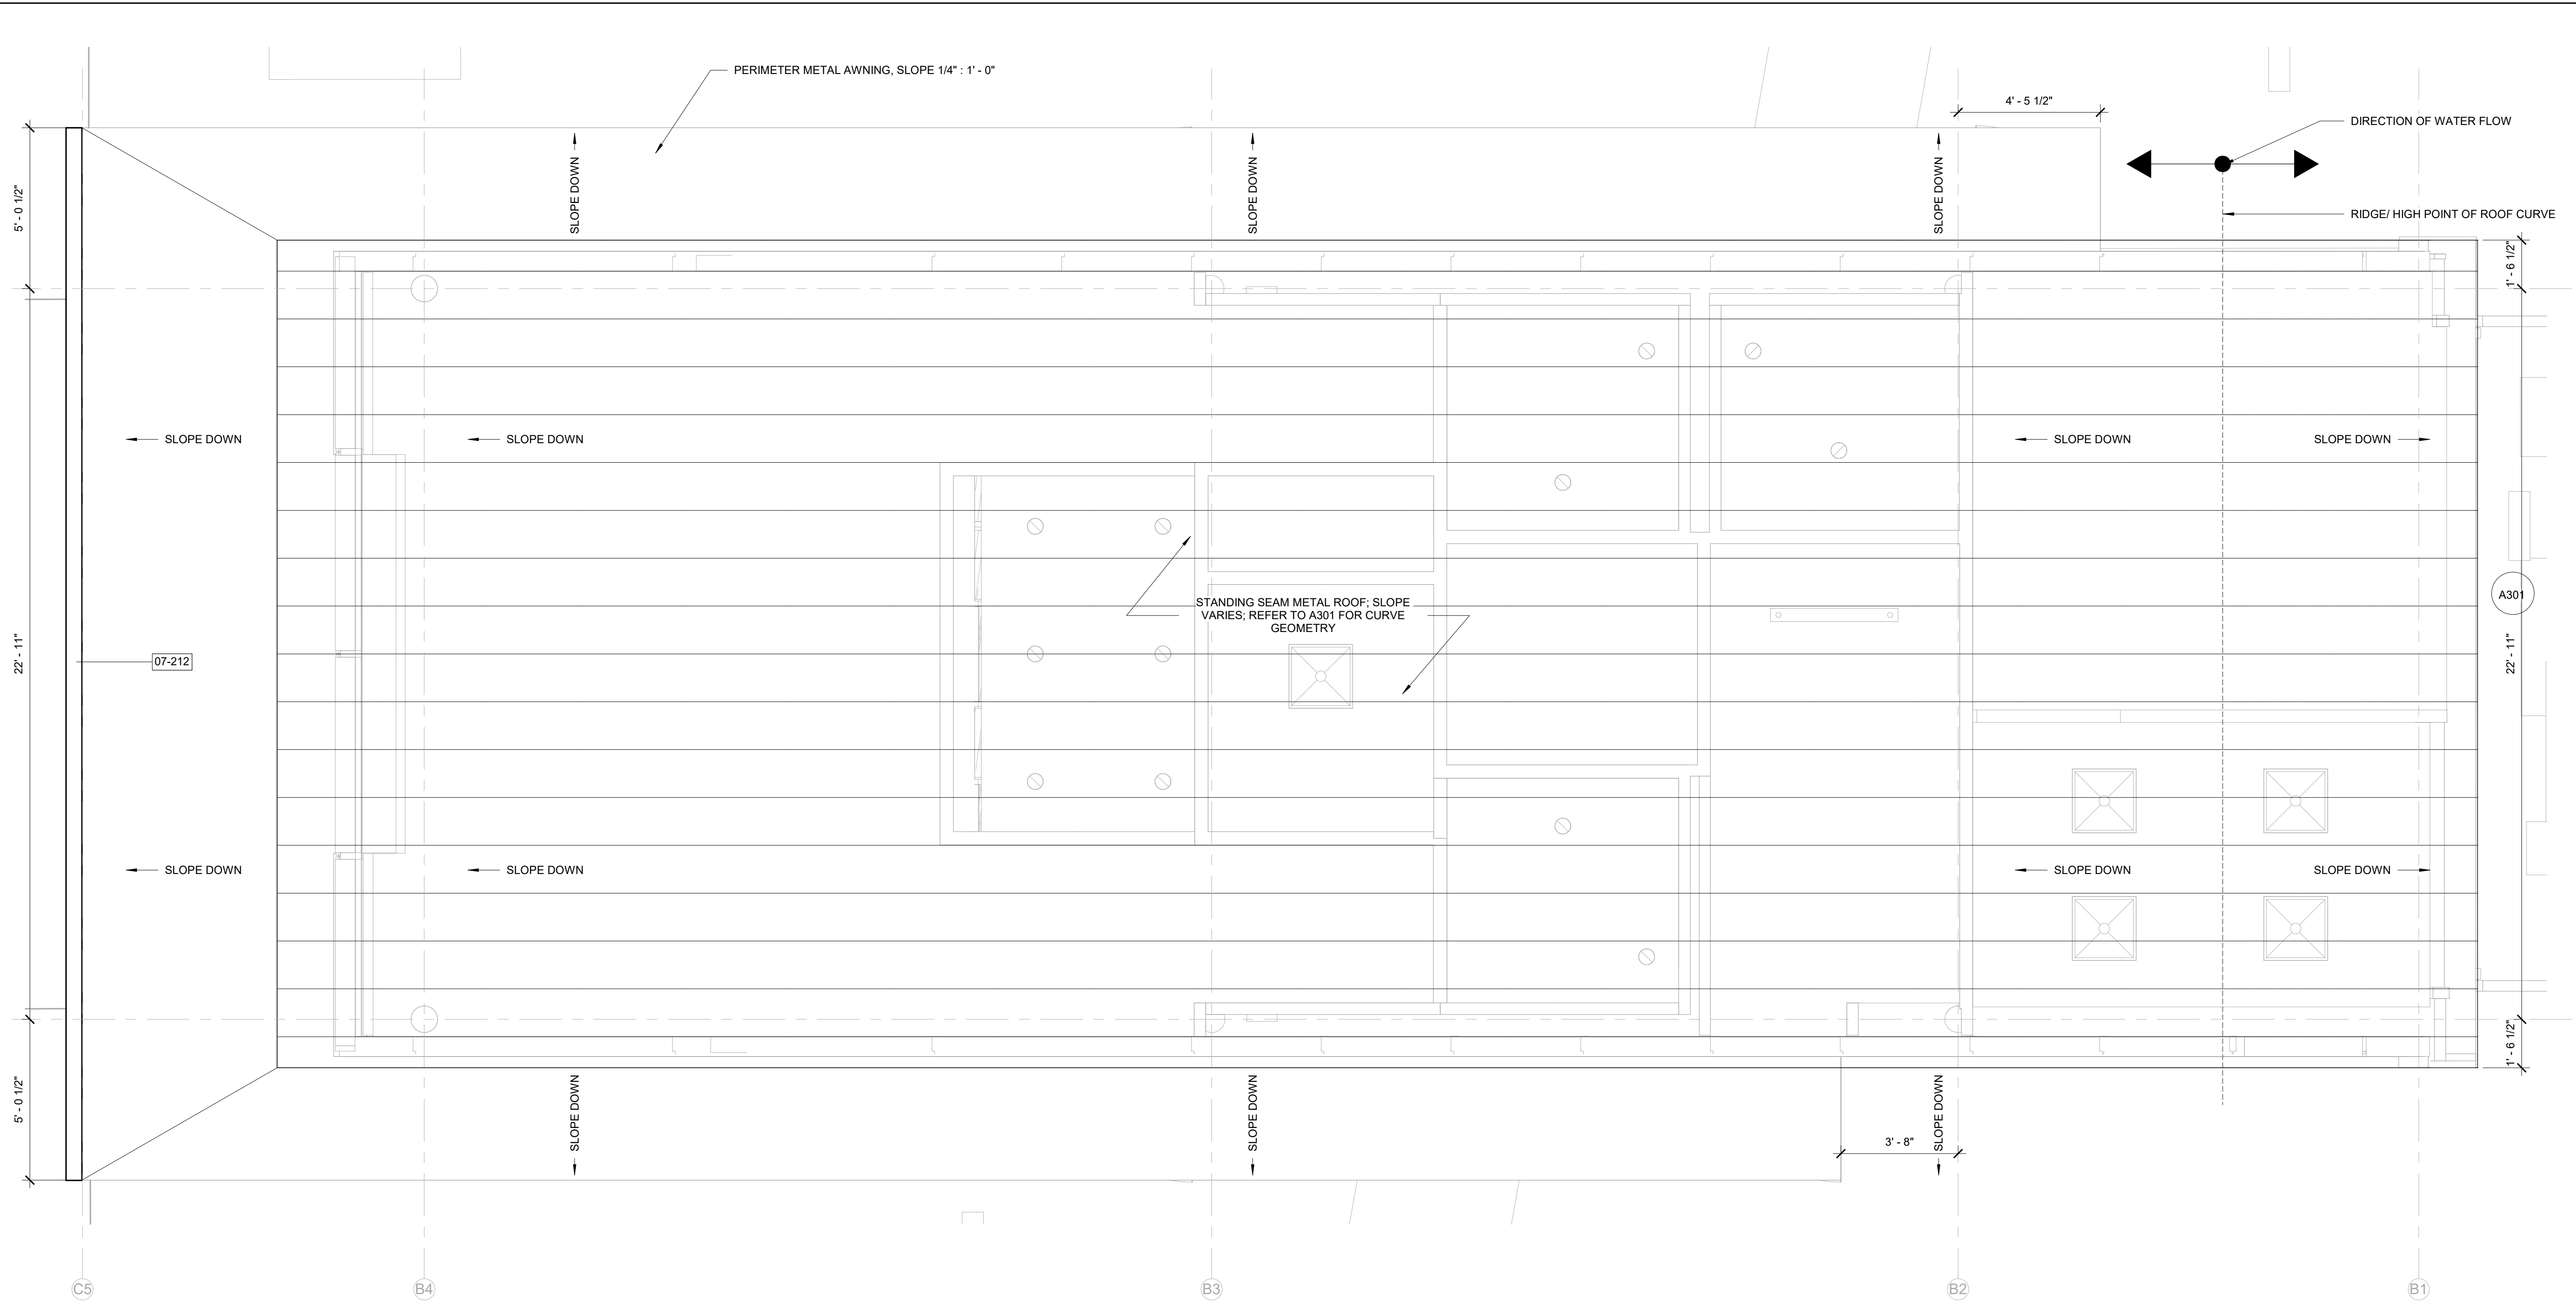 PERIMETER METAL AWNING, SLOPE 1/4" : 1' - 0"
4' - 5 1/2"
DIRECTION OF WATER FLOW
5' - 0 1/2"
SLOPE DOWN
SLOPE DOWN
SLOPE DOWN
RIDGE/ HIGH POINT OF ROOF CURVE
1' - 6 1/2"
SLOPE DOWN
SLOPE DOWN
SLOPE DOWN
SLOPE DOWN
STANDING SEAM METAL ROOF; SLOPE
VARIES; REFER TO A301 FOR CURVE
GEOMETRY
A301
22' - 11"
07-212
22' - 11"
SLOPE DOWN
SLOPE DOWN
SLOPE DOWN
SLOPE DOWN
1' - 6 1/2"
5' - 0 1/2"
SLOPE DOWN
SLOPE DOWN
SLOPE DOWN
3' - 8"
C5
B4
B3
B2
B1